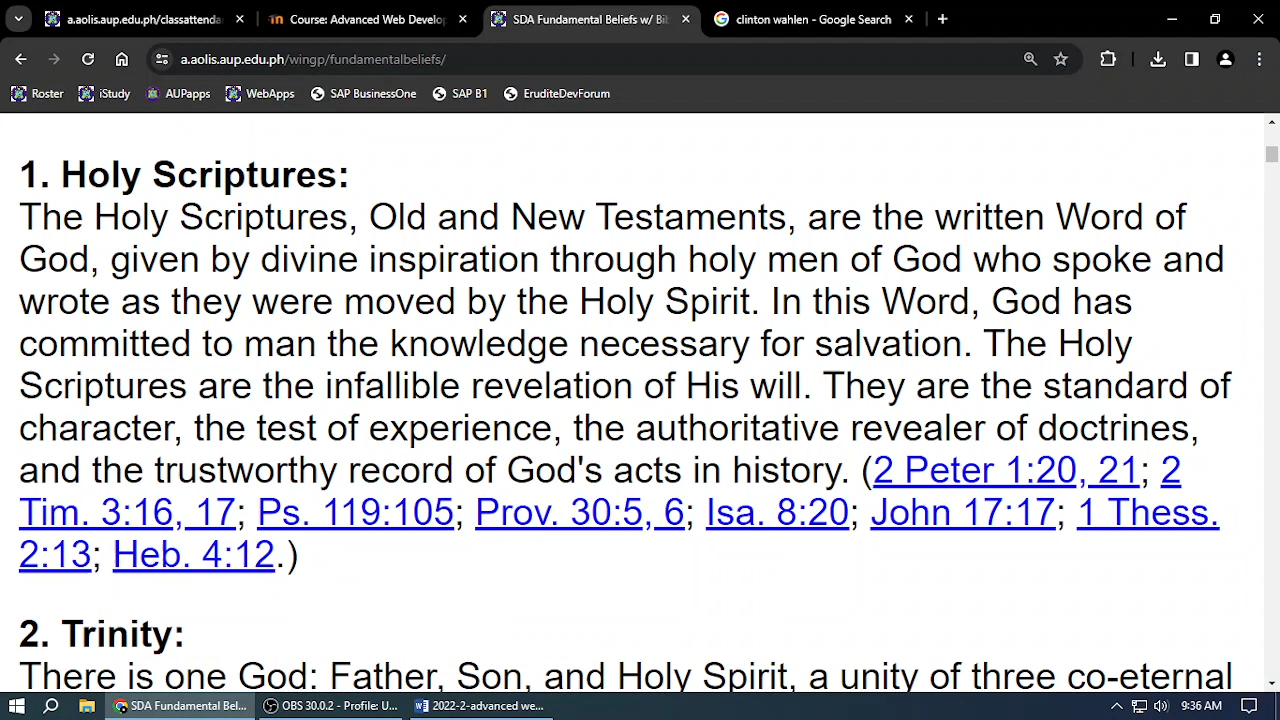 a.aolis.aup.edu.ph/classattenda
Course: Advanced Web Develop
SDA Fundamental Beliefs w/ Bib
clinton wahlen - Google Search
a.aolis.aup.edu.ph/wingp/fundamentalbeliefs/
Roster
iStudy
AUPapps
WebApps
SAP BusinessOne
SAP B1
EruditeDevForum
1. Holy Scriptures:
The Holy Scriptures, Old and New Testaments, are the written Word of
God, given by divine inspiration through holy men of God who spoke and
wrote as they were moved by the Holy Spirit. In this Word, God has
committed to man the knowledge necessary for salvation. The Holy
Scriptures are the infallible revelation of His will. They are the standard of
character, the test of experience, the authoritative revealer of doctrines,
and the trustworthy record of God's acts in history. (2 Peter 1:20, 21; 2
Tim. 3:16, 17; Ps. 119:105; Prov. 30:5, 6; Isa. 8:20; John 17:17; 1 Thess.
2:13; Heb. 4:12.)
2. Trinity:
There is one God: Father, Son, and Holy Spirit, a unity of three co-eternal
SDA Fundamental Bel...
OBS 30.0.2 - Profile: U...
2022-2-advanced we...
9:36 AM